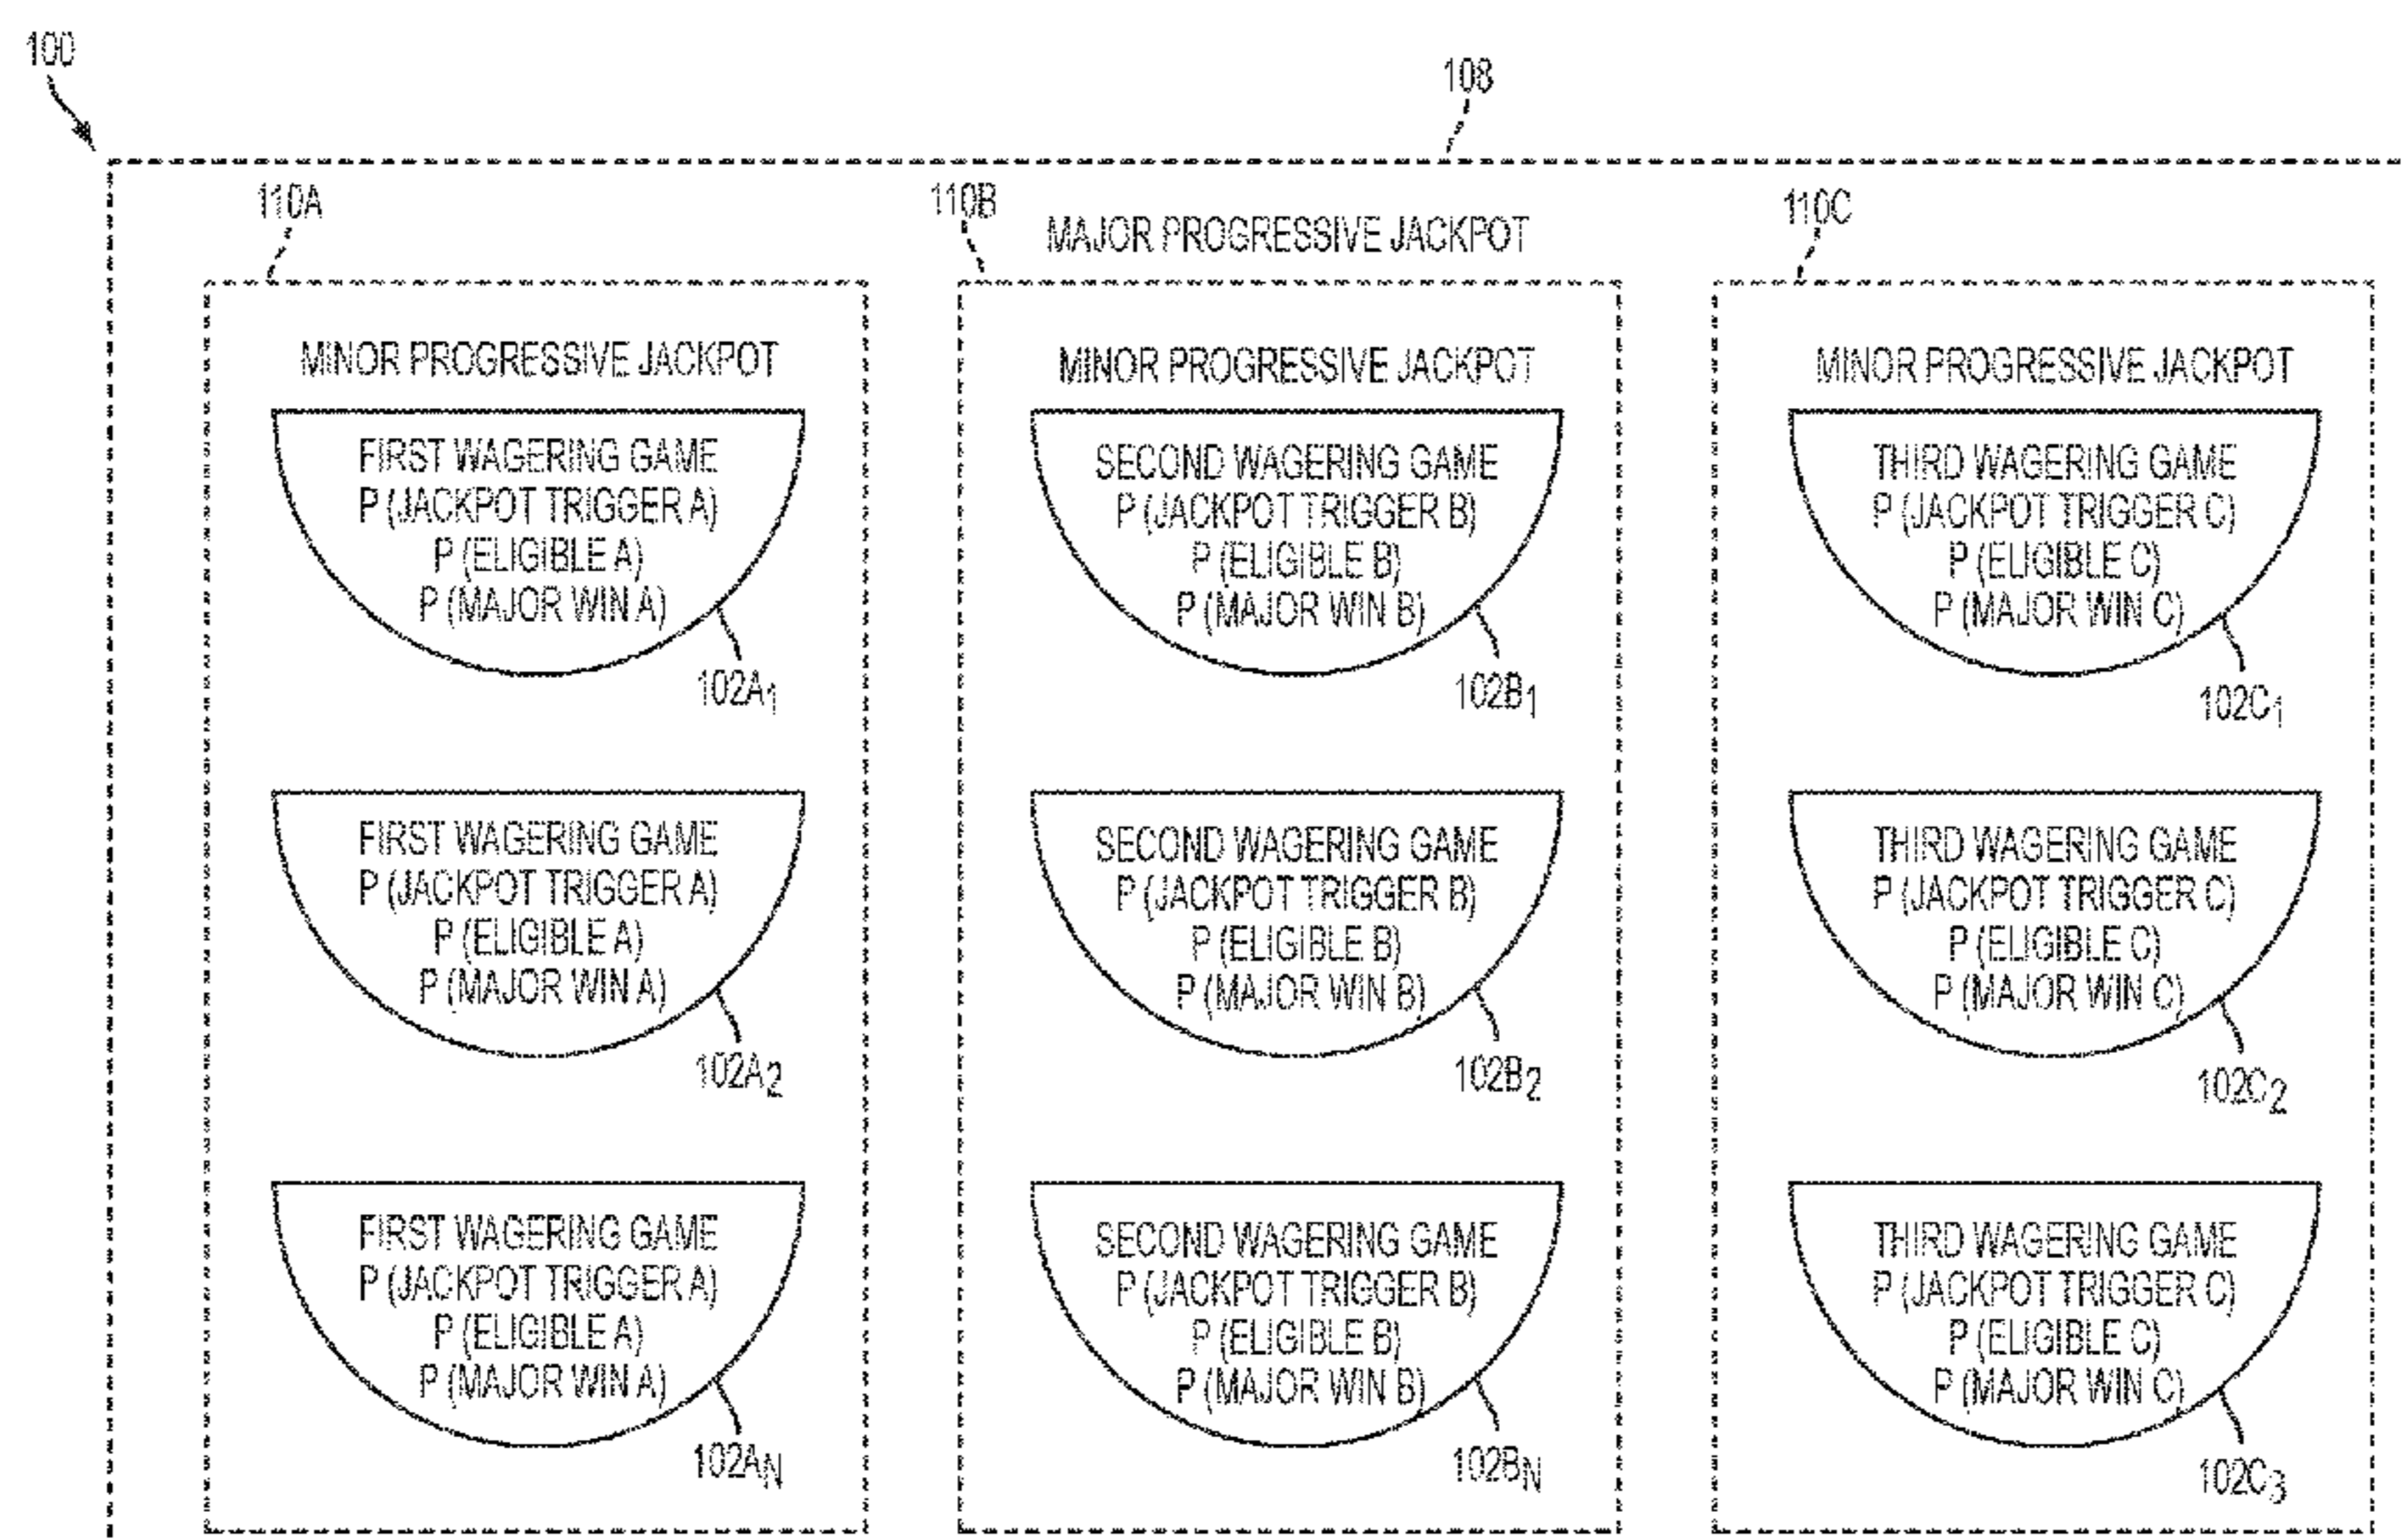 100
108
110A
110B
110C
MAJOR PROGRESSIVE JACKPOT
MINOR PROGRESSIVE JACKPOT
FIRST WAGERING GAME
P (JACKPOT TRIGGER A)
P (ELIGIBLE A)
P (MAJOR WIN A)
102A1
FIRST WAGERING GAME
P (JACKPOT TRIGGER A)
P (ELIGIBLE A)
P (MAJOR WIN A)
102A2
FIRST WAGERING GAME
P (JACKPOT TRIGGER A)
P (ELIGIBLE A)
P (MAJOR WIN A)
102AN
MINOR PROGRESSIVE JACKPOT
SECOND WAGERING GAME
P (JACKPOT TRIGGER B)
P (ELIGIBLE B)
P (MAJOR WIN B)
102B1
SECOND WAGERING GAME
P (JACKPOT TRIGGER B)
P (ELIGIBLE B)
P (MAJOR WIN B)
102B2
SECOND WAGERING GAME
P (JACKPOT TRIGGER B)
P (ELIGIBLE B)
P (MAJOR WIN B)
102BN
MINOR PROGRESSIVE JACKPOT
THIRD WAGERING GAME
P (JACKPOT TRIGGER C)
P (ELIGIBLE C)
P (MAJOR WIN C)
102C1
THIRD WAGERING GAME
P (JACKPOT TRIGGER C)
P (ELIGIBLE C)
P (MAJOR WIN C)
102C2
THIRD WAGERING GAME
P (JACKPOT TRIGGER C)
P (ELIGIBLE C)
P (MAJOR WIN C)
102C3